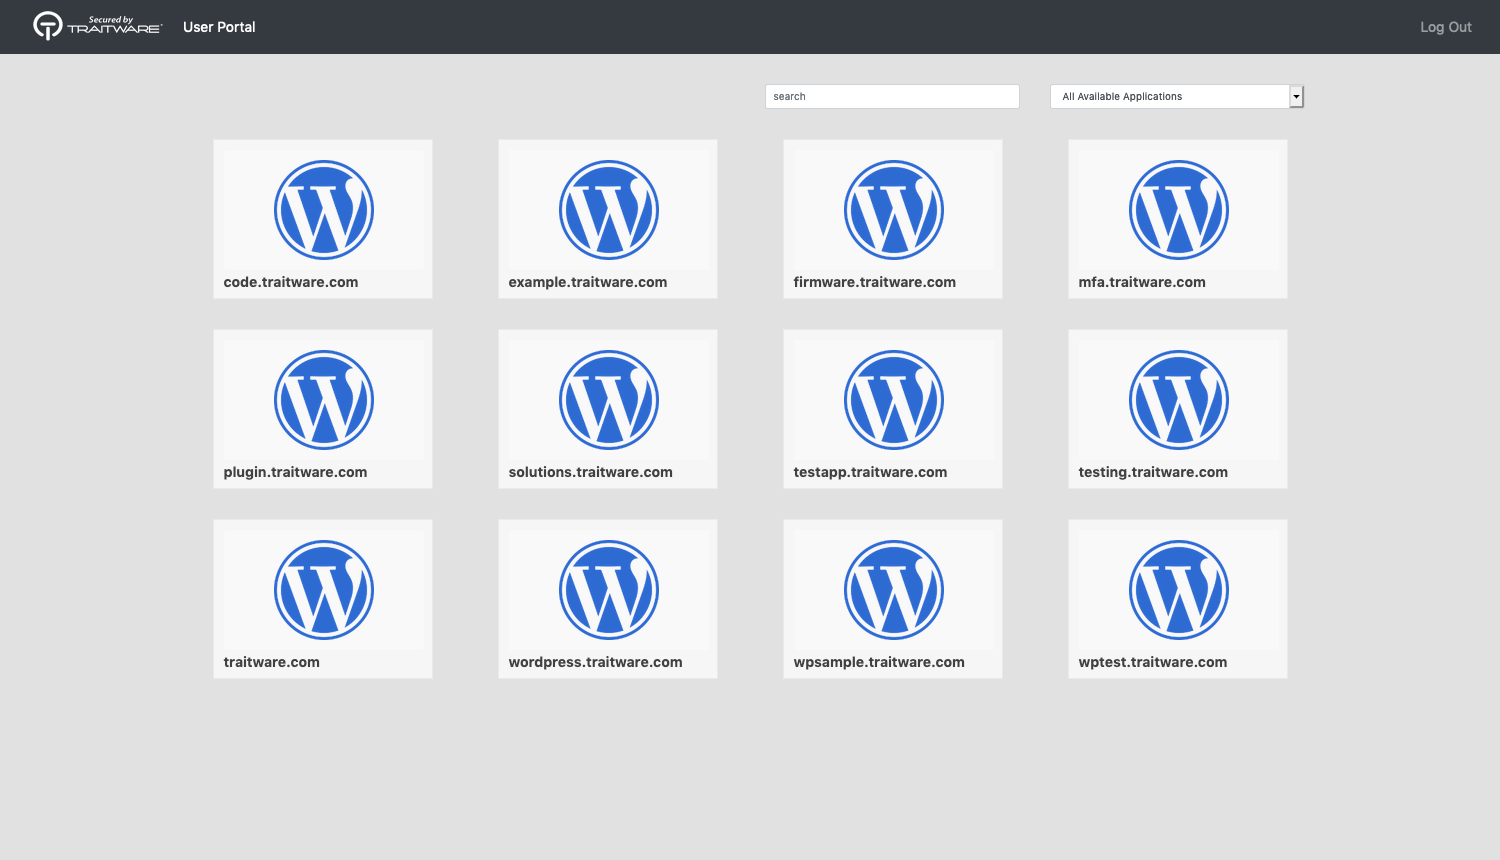 Secured by
TRAITWARE
User Portal
Log Out
search
All Available Applications
code.traitware.com
example.traitware.com
firmware.traitware.com
mfa.traitware.com
plugin.traitware.com
solutions.traitware.com
testapp.traitware.com
testing.traitware.com
traitware.com
wordpress.traitware.com
wpsample.traitware.com
wptest.traitware.com